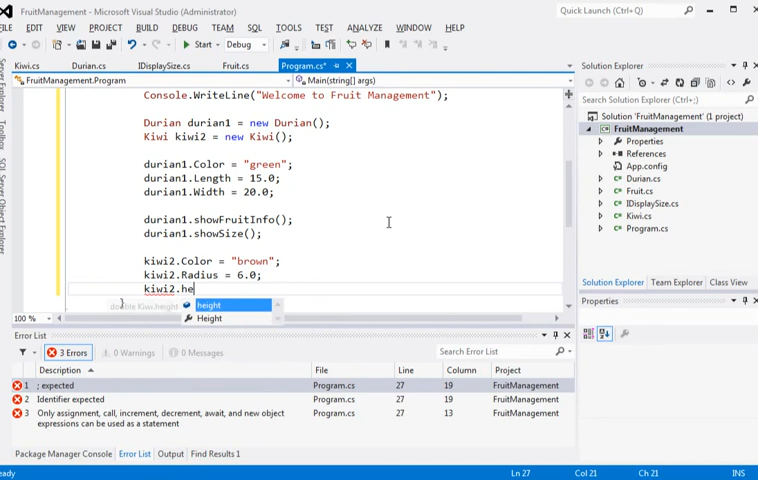 FruitManagement - Microsoft Visual Studio (Administrator)
Quick Launch (Ctrl+Q)
FILE EDIT VIEW PROJECT BUILD DEBUG TEAM SQL TOOLS TEST ANALYZE WINDOW HELP
Start Debug
Kiwi.cs Durian.cs IDisplaySize.cs Fruit.cs Program.cs*
FruitManagement.Program Main(string[] args)
Console.WriteLine("Welcome to Fruit Management");
Durian durian1 = new Durian();
Kiwi kiwi2 = new Kiwi();
durian1.Color = "green";
durian1.Length = 15.0;
durian1.Width = 20.0;
durian1.showFruitInfo();
durian1.showSize();
kiwi2.Color = "brown";
kiwi2.Radius = 6.0;
kiwi2.he
}
double Kiwi.height
height
Height
100 %
Server Explorer
Toolbox
SQL Server Object Explorer
Solution Explorer
Search Solution Explorer (Ctrl+;)
Solution 'FruitManagement' (1 project)
FruitManagement
Properties
References
App.config
Durian.cs
Fruit.cs
IDisplaySize.cs
Kiwi.cs
Program.cs
Solution Explorer Team Explorer Class View
Properties
Error List
3 Errors 0 Warnings 0 Messages
Search Error List
Description File Line Column Project
1 ; expected Program.cs 27 19 FruitManagement
2 Identifier expected Program.cs 27 19 FruitManagement
3 Only assignment, call, increment, decrement, await, and new object
expressions can be used as a statement Program.cs 27 13 FruitManagement
Package Manager Console Error List Output Find Results 1
eady Ln 27 Col 21 Ch 21 INS